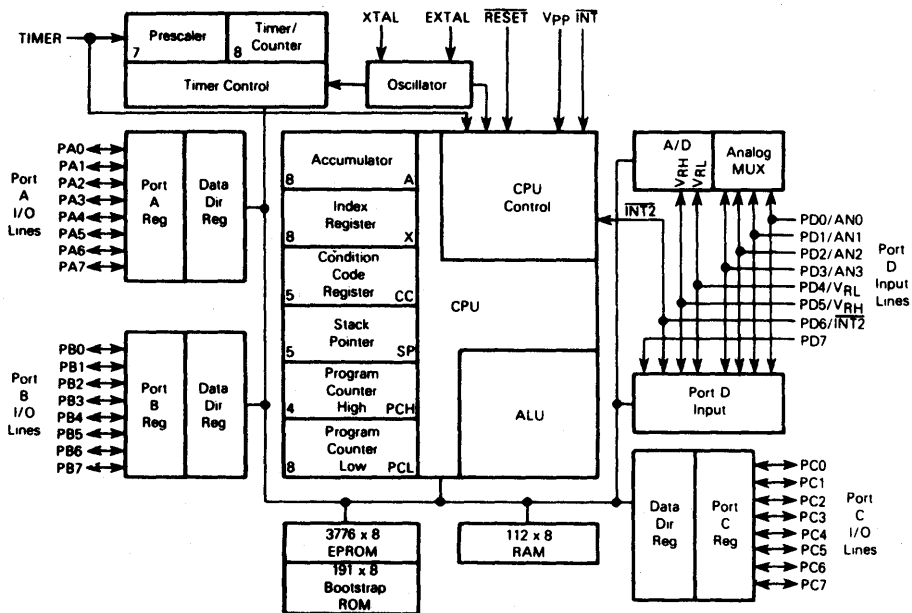 XTAL EXTAL RESET VPP INT
TIMER
Prescaler
7
Timer/
Counter
8
Timer Control
Oscillator
Port
A
I/O
Lines
PA0
PA1
PA2
PA3
PA4
PA5
PA6
PA7
Port
A
Reg
Data
Dir
Reg
Port
B
I/O
Lines
PB0
PB1
PB2
PB3
PB4
PB5
PB6
PB7
Port
B
Reg
Data
Dir
Reg
Accumulator
8 A
Index
Register
8 X
Condition
Code
Register
5 CC
Stack
Pointer
5 SP
Program
Counter
High
4 PCH
Program
Counter
Low
8 PCL
CPU
Control
CPU
ALU
INT2
A/D
VRH
VRL
Analog
MUX
PD0/AN0
PD1/AN1
PD2/AN2
PD3/AN3
PD4/VRL
PD5/VRH
PD6/INT2
PD7
Port
D
Input
Lines
Port D
Input
Data
Dir
Reg
Port
C
Reg
PC0
PC1
PC2
PC3
PC4
PC5
PC6
PC7
Port
C
I/O
Lines
3776 x 8
EPROM
191 x 8
Bootstrap
ROM
112 x 8
RAM